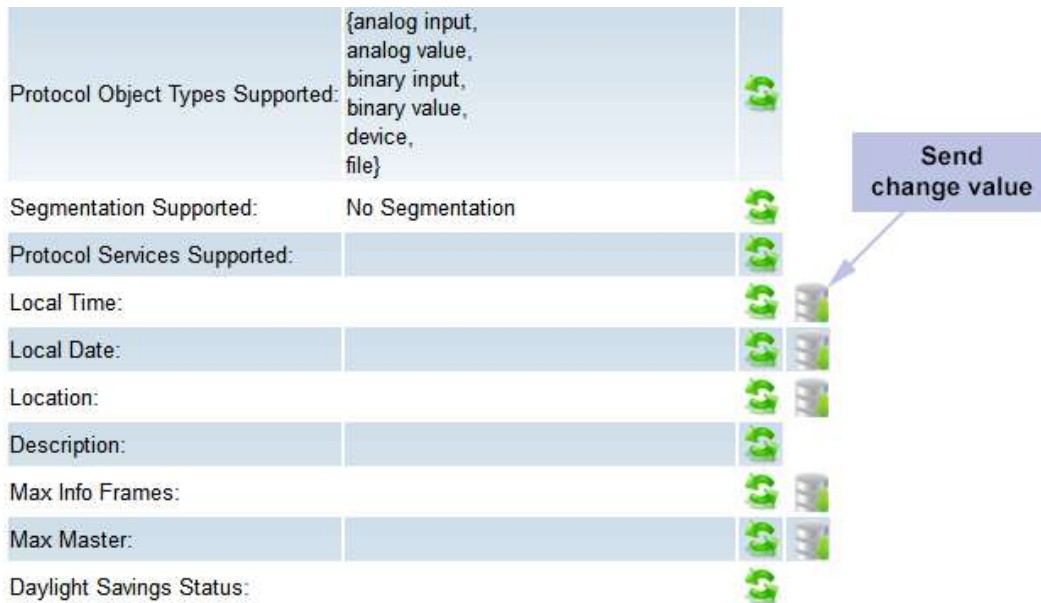 {analog input,
analog value,
Protocol Object Types Supported: binary input,
binary value,
device,
file}
Send
change value
Segmentation Supported: No Segmentation
Protocol Services Supported:
Local Time:
Local Date:
Location:
Description:
Max Info Frames:
Max Master:
Daylight Savings Status: